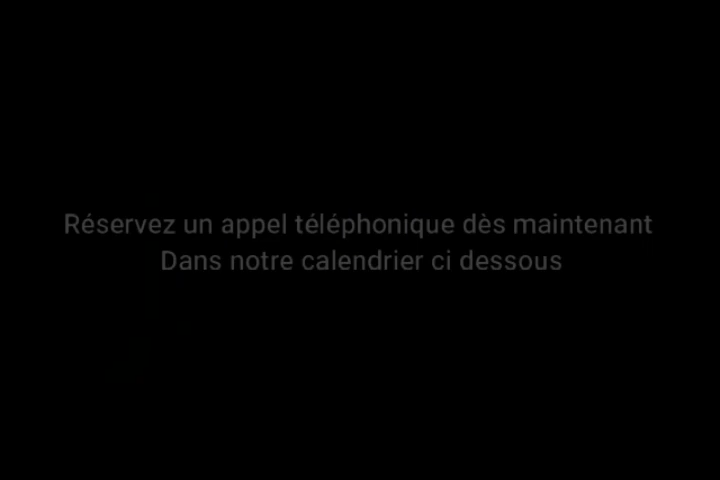 Réservez un appel téléphonique dès maintenant
Dans notre calendrier ci dessous